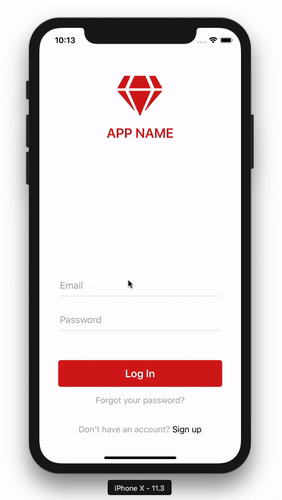 10:13
APP NAME
Email
Password
Log In
Forgot your password?
Don't have an account? Sign up
iPhone X - 11.3